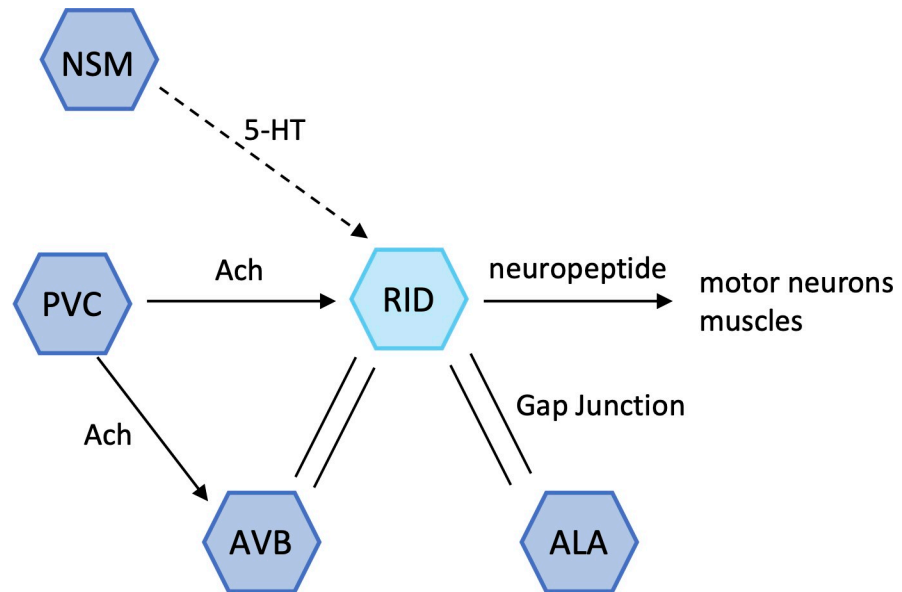 NSM
5-HT
PVC
Ach
RID
neuropeptide
motor neurons
muscles
Ach
Gap Junction
AVB
ALA